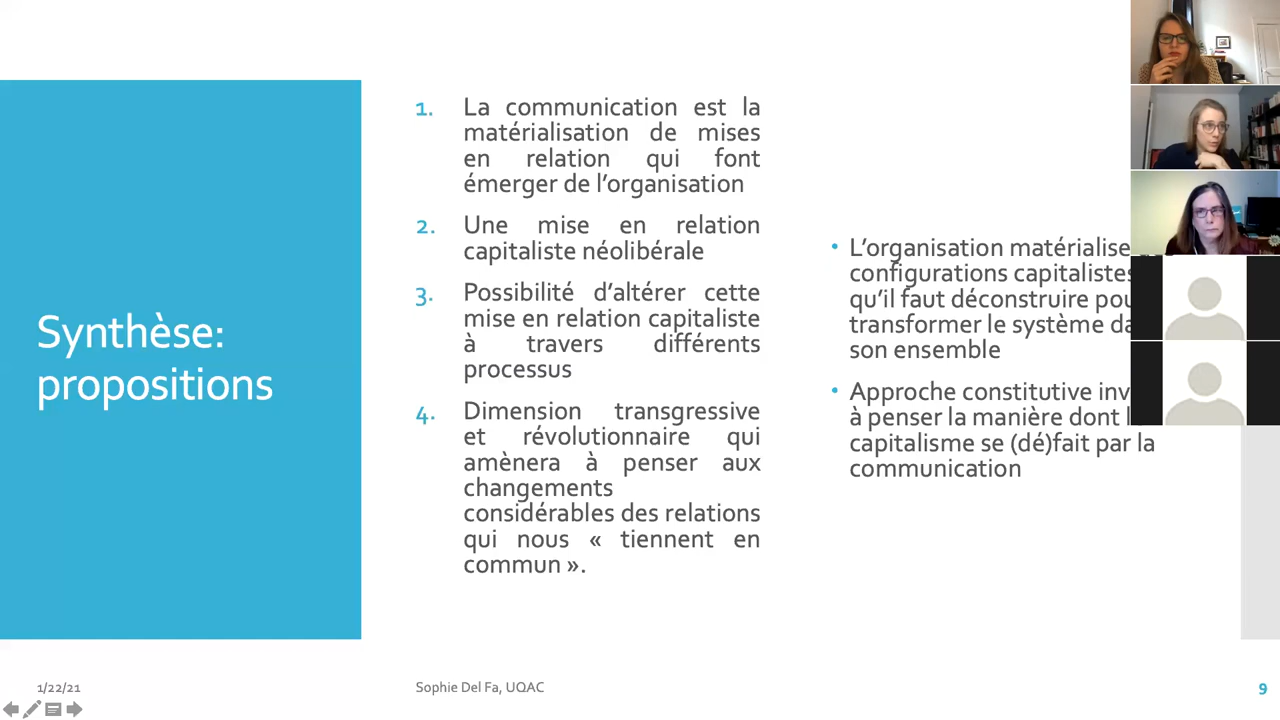 Synthèse:
propositions
1. La communication est la
matérialisation de mises
en relation qui font
émerger de l'organisation
2. Une mise en relation
capitaliste néolibérale
3. Possibilité d'altérer cette
mise en relation capitaliste
à travers différents
processus
4. Dimension transgressive
et révolutionnaire qui
amènera à penser aux
changements
considérables des relations
qui nous « tiennent en
commun ».
• L'organisation matérialise
configurations capitalistes
qu'il faut déconstruire
transformer le système
son ensemble
• Approche constitutive
à penser la manière dont
capitalisme se (dé)fait par la
communication
1/22/21
Sophie Del Fa, UQAC
9